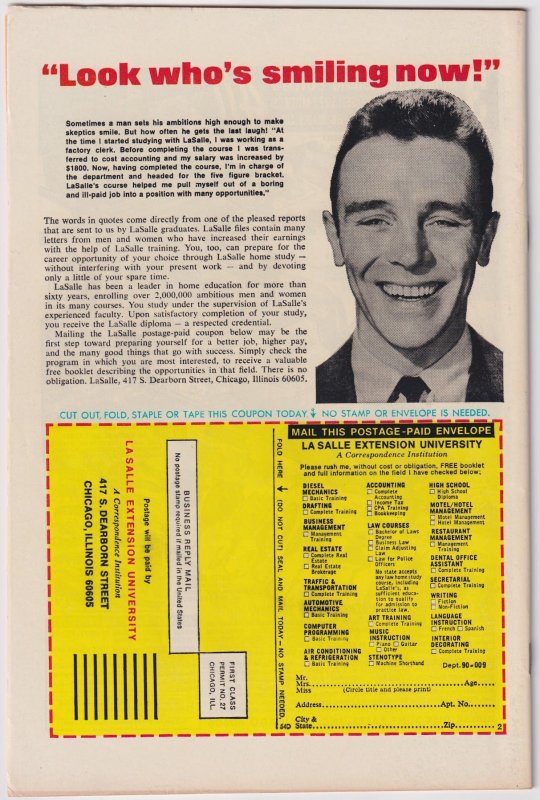 “Look who's smiling now!”
Sometimes a man sets his ambitions high enough to make
skeptics smile. But how often he gets the last laugh! "At
the time I started studying with LaSalle, I was working as a
factory clerk. Before completing the course I was trans-
ferred to cost accounting and my salary was increased by
$1800. Now, having completed the course, I'm in charge of
the department and headed for the five figure bracket.
LaSalle's course helped me pull myself out of a boring
and ill-paid job into a position with many opportunities."
The words in quotes come directly from one of the pleased reports
that are sent to us by LaSalle graduates. LaSalle files contain many
letters from men and women who have increased their earnings
with the help of LaSalle training. You, too, can prepare for the
career opportunity of your choice through LaSalle home study —
without interfering with your present work — and by devoting
only a little of your spare time.
LaSalle has been a leader in home education for more than
sixty years, enrolling over 2,000,000 ambitious men and women
in its many courses. You study under the supervision of LaSalle's
experienced faculty. Upon satisfactory completion of your study,
you receive the LaSalle diploma — a respected credential.
Mailing the LaSalle postage-paid coupon below may be the
first step toward preparing yourself for a better job, higher pay,
and the many good things that go with success. Simply check the
program in which you are most interested, to receive a valuable
free booklet describing the opportunities in that field. There is no
obligation. LaSalle, 417 S. Dearborn Street, Chicago, Illinois 60605.
CUT OUT, FOLD, STAPLE OR TAPE THIS COUPON TODAY NO STAMP OR ENVELOPE IS NEEDED.
BUSINESS REPLY MAIL
No postage stamp required if mailed in the United States
FIRST CLASS
PERMIT NO. 27
CHICAGO, ILL.
Postage will be paid by
LA SALLE EXTENSION UNIVERSITY
A Correspondence Institution
417 S. DEARBORN STREET
CHICAGO, ILLINOIS 60605
FOLD HERE (DO NOT CUT) SEAL AND MAIL TODAY—NO STAMP NEEDED.
MAIL THIS POSTAGE-PAID ENVELOPE
LA SALLE EXTENSION UNIVERSITY
A Correspondence Institution
Please rush me, without cost or obligation, FREE booklet
and full information on the field I have checked below;
DIESEL
MECHANICS
Basic Training
DRAFTING
Complete Training
BUSINESS
MANAGEMENT
Management
Training
REAL ESTATE
Complete Real
Estate
Real Estate
Brokerage
TRAFFIC &
TRANSPORTATION
Complete Training
AUTOMOTIVE
MECHANICS
Basic Training
COMPUTER
PROGRAMMING
Basic Training
AIR CONDITIONING
& REFRIGERATION
Basic Training
ACCOUNTING
Complete
Accounting
Income Tax
CPA Training
Bookkeeping
LAW COURSES
Bachelor of Laws
Degree
Business Law
Claim Adjusting
Law
Law for Police
Officers
No state accepts
any law home study
course, including
LaSalle's, as
sufficient educa-
tion to qualify
for admission to
practice law.
ART TRAINING
Complete Training
MUSIC
INSTRUCTION
Piano Guitar
Other
STENOTYPE
Machine Shorthand
HIGH SCHOOL
High School
Diploma
MOTEL/HOTEL
MANAGEMENT
Motel Management
Hotel Management
RESTAURANT
MANAGEMENT
Training
DENTAL OFFICE
ASSISTANT
Complete Training
SECRETARIAL
Complete Training
WRITING
Fiction
Non-Fiction
LANGUAGE
INSTRUCTION
French Spanish
INTERIOR
DECORATING
Complete Training
Dept. 90-009
Mr.
Mrs. Age
Miss (Circle title and please print)
Address Apt. No.
City &
State Zip
540 2